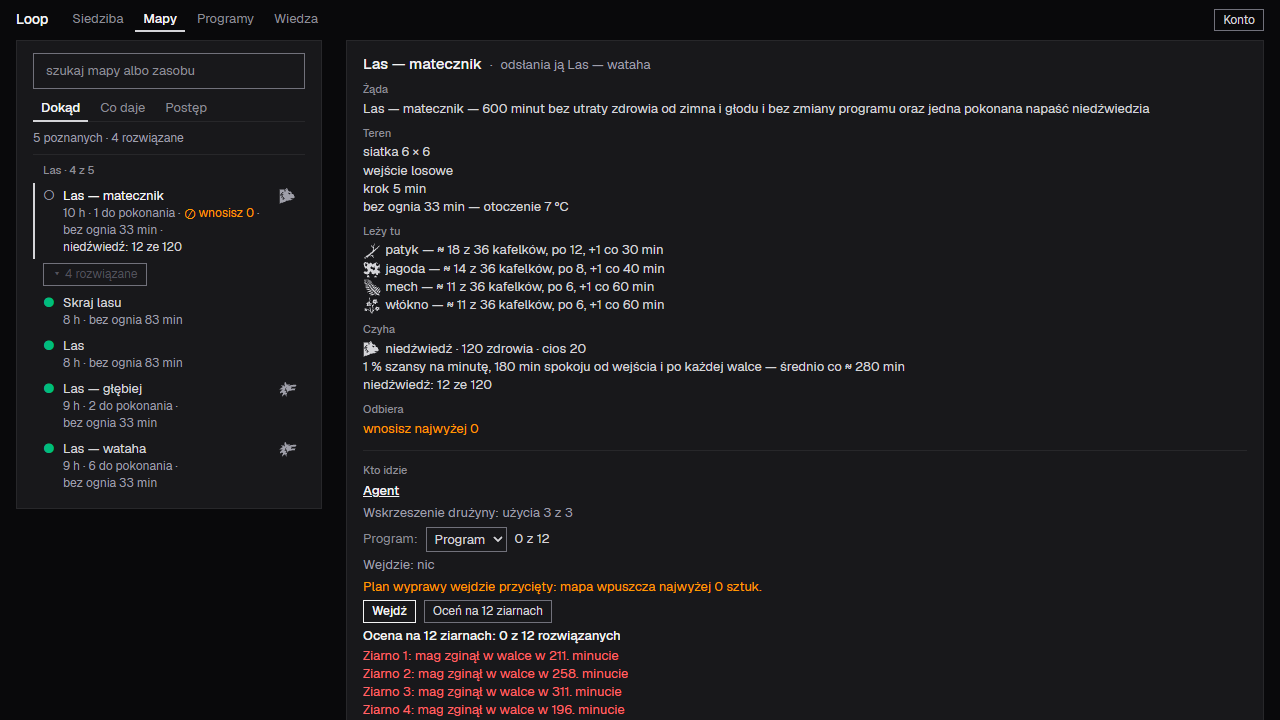 Loop Siedziba Mapy Programy Wiedza Konto
szukaj mapy albo zasobu
Dokąd Co daje Postęp
5 poznanych · 4 rozwiązane
Las · 4 z 5
Las — matecznik
10 h · 1 do pokonania · wnosisz 0 ·
bez ognia 33 min ·
niedźwiedź: 12 ze 120
4 rozwiązane
Skraj lasu
8 h · bez ognia 83 min
Las
8 h · bez ognia 83 min
Las — głębiej
9 h · 2 do pokonania ·
bez ognia 33 min
Las — wataha
9 h · 6 do pokonania ·
bez ognia 33 min
Las — matecznik · odsłania ją Las — wataha
Żąda
Las — matecznik — 600 minut bez utraty zdrowia od zimna i głodu i bez zmiany programu oraz jedna pokonana napaść niedźwiedzia
Teren
siatka 6 × 6
wejście losowe
krok 5 min
bez ognia 33 min — otoczenie 7 °C
Leży tu
patyk — ≈ 18 z 36 kafelków, po 12, +1 co 30 min
jagoda — ≈ 14 z 36 kafelków, po 8, +1 co 40 min
mech — ≈ 11 z 36 kafelków, po 6, +1 co 60 min
włókno — ≈ 11 z 36 kafelków, po 6, +1 co 60 min
Czyha
niedźwiedź · 120 zdrowia · cios 20
1 % szansy na minutę, 180 min spokoju od wejścia i po każdej walce — średnio co ≈ 280 min
niedźwiedź: 12 ze 120
Odbiera
wnosisz najwyżej 0
Kto idzie
Agent
Wskrzeszenie drużyny: użycia 3 z 3
Program: Program 0 z 12
Wejdzie: nic
Plan wyprawy wejdzie przycięty: mapa wpuszcza najwyżej 0 sztuk.
Wejdź Oceń na 12 ziarnach
Ocena na 12 ziarnach: 0 z 12 rozwiązanych
Ziarno 1: mag zginął w walce w 211. minucie
Ziarno 2: mag zginął w walce w 258. minucie
Ziarno 3: mag zginął w walce w 311. minucie
Ziarno 4: mag zginął w walce w 196. minucie